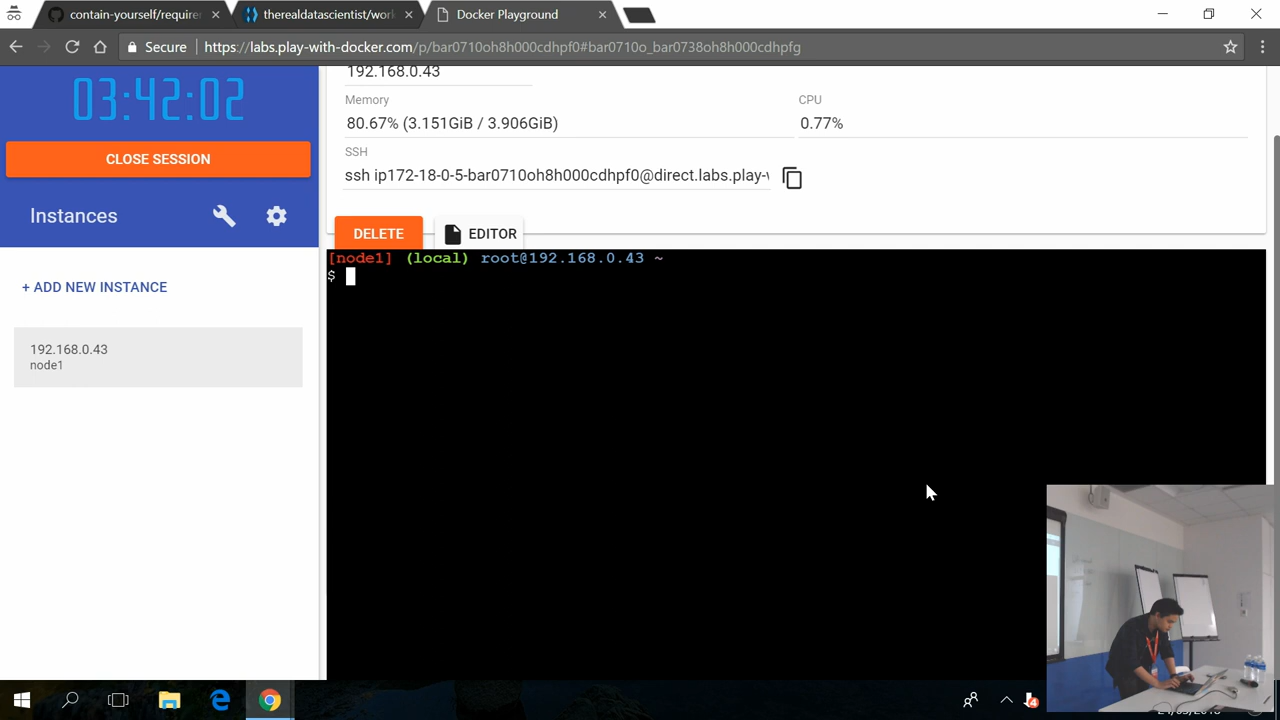 contain-yourself/require
therealdatascientist/wor
Docker Playground
Secure
https://labs.play-with-docker.com/p/bar0710oh8h000cdhpf0#bar0710o_bar0738oh8h000cdhpfg
03:42:02
CLOSE SESSION
Instances
+ ADD NEW INSTANCE
192.168.0.43
node1
192.168.0.43
Memory
80.67% (3.151GiB / 3.906GiB)
CPU
0.77%
SSH
ssh ip172-18-0-5-bar0710oh8h000cdhpf0@direct.labs.play-
DELETE
EDITOR
[node1] (local) root@192.168.0.43 ~
$
4